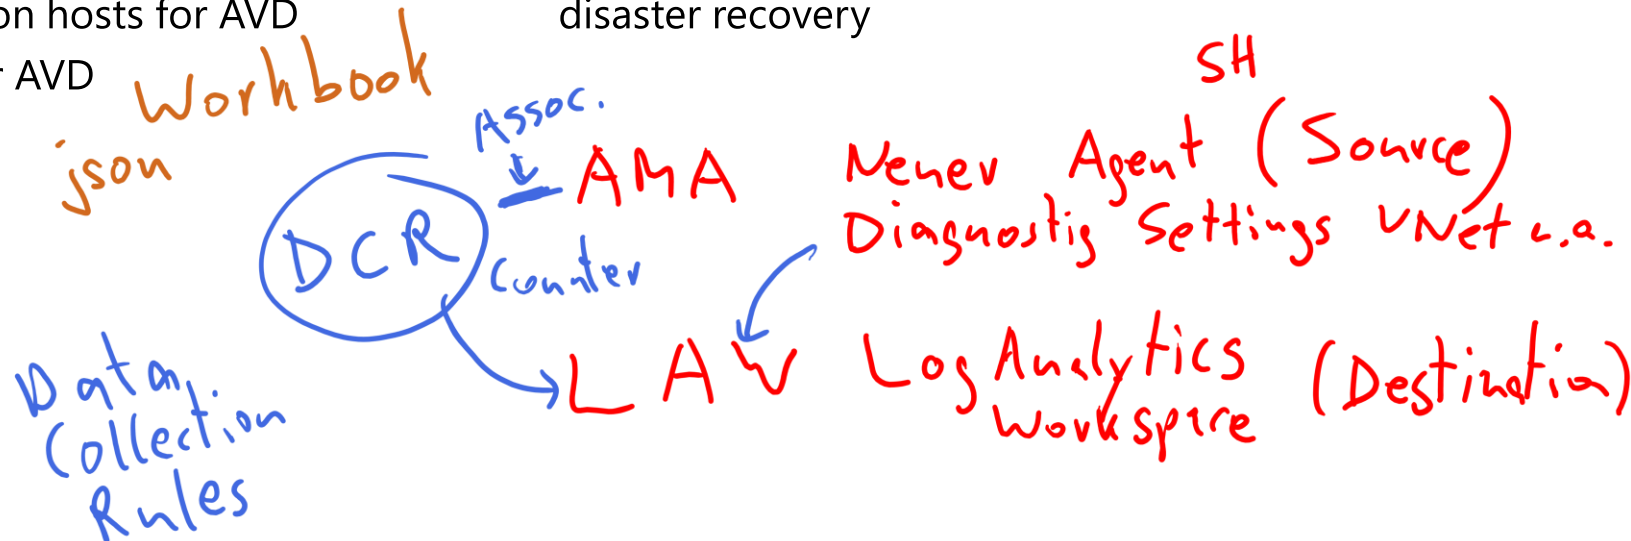 on hosts for AVD
disaster recovery
r AVD
Workbook
json
SH
Assoc.
AMA
Neuer Agent (Source)
DCR
Diagnostig Settings VNet u.a.
Counter
LAW
Log Analytics
Workspace
(Destination)
Data
Collection
Rules